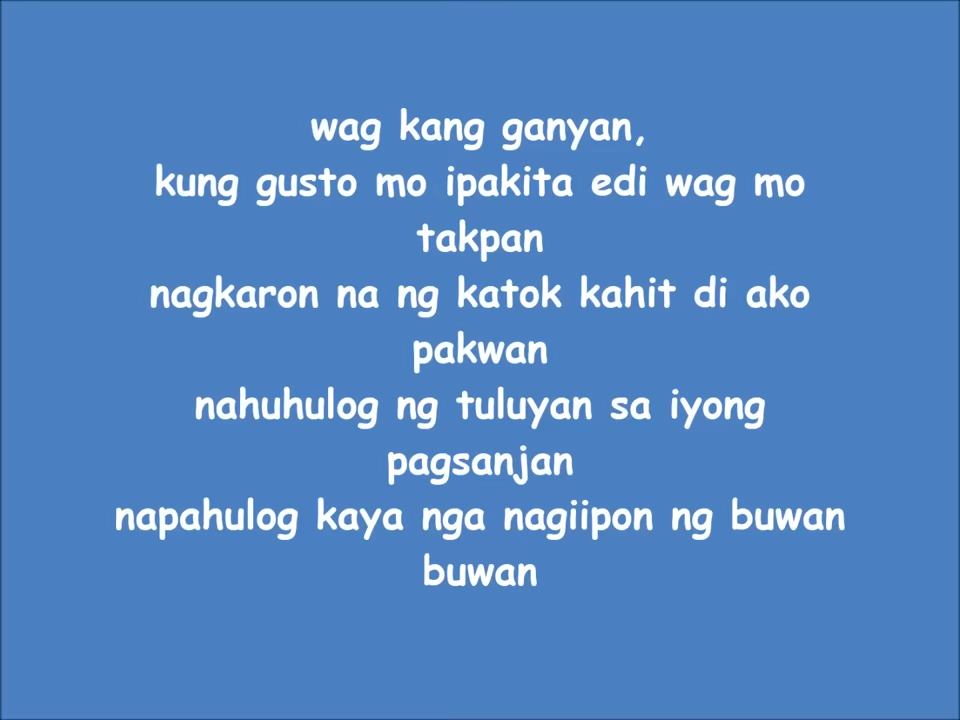 wag kang ganyan,
kung gusto mo ipakita edi wag mo
takpan
nagkaron na ng katok kahit di ako
pakwan
nahuhulog ng tuluyan sa iyong
pagsanjan
napahulog kaya nga nagiipon ng buwan
buwan